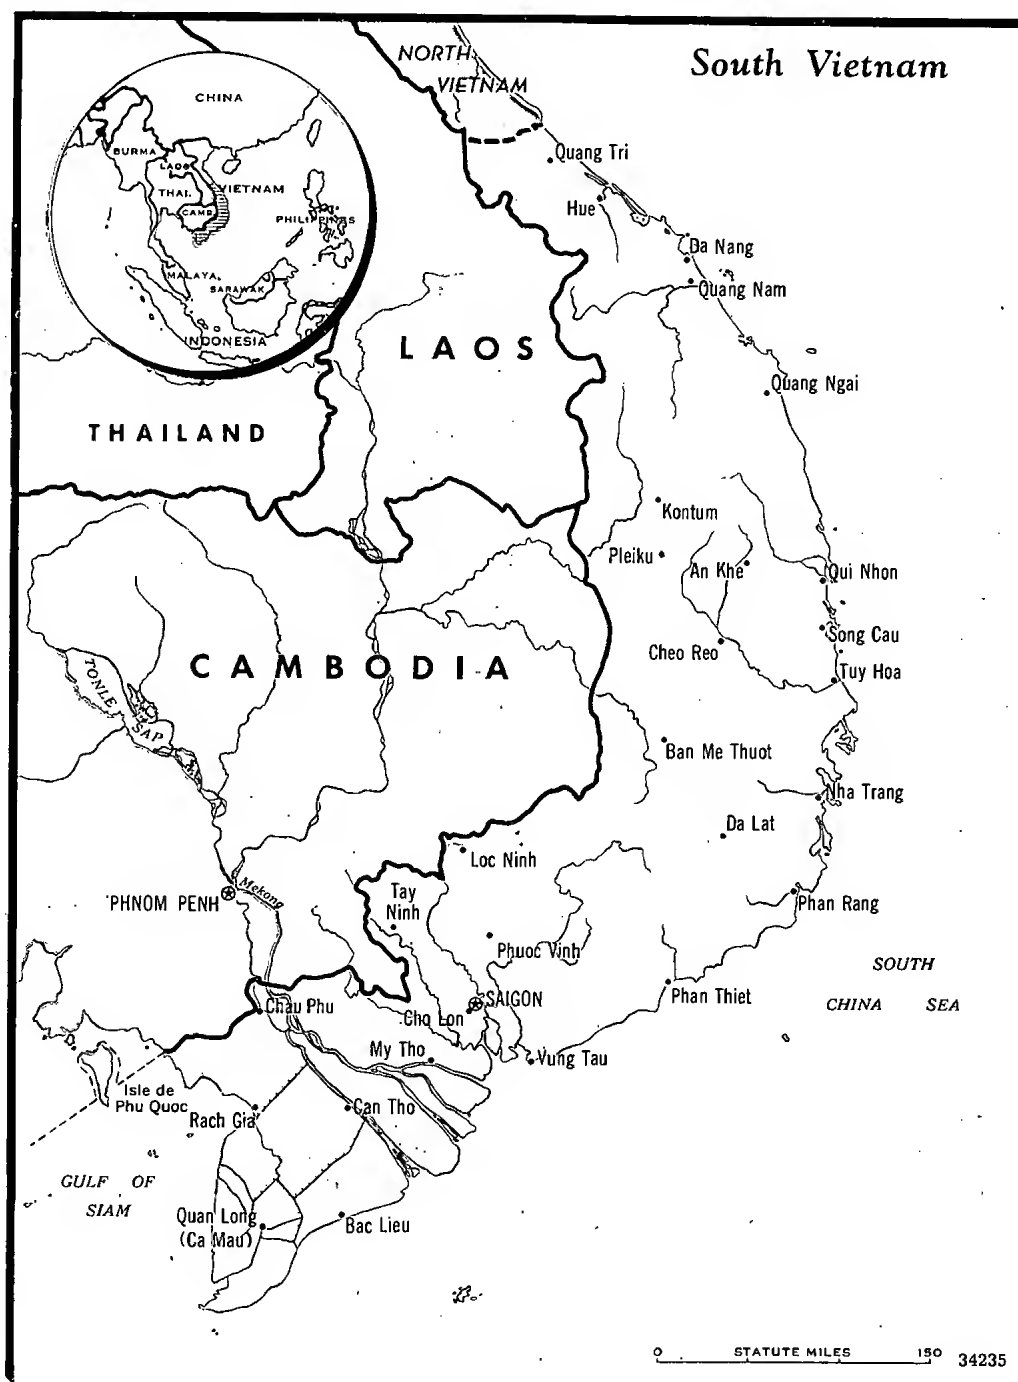 South Vietnam
NORTH
VIETNAM
CHINA
BURMA
LAOS
THAI.
VIETNAM
CAMB.
PHILIPPINES
MALAYA
SARAWAK
INDONESIA
Quang Tri
Hue
Da Nang
Quang Nam
LAOS
Quang Ngai
THAILAND
Kontum
Pleiku
An Khe
Qui Nhon
Song Cau
Cheo Reo
Tuy Hoa
CAMBODIA
TONLE
SAP
Ban Me Thuot
Nha Trang
Da Lat
Loc Ninh
Tay
Ninh
Mekong
PHNOM PENH
Phan Rang
Phuoc Vinh
SOUTH
CHINA SEA
Phan Thiet
SAIGON
Chau Phu
Cho Lon
My Tho
Vung Tau
Isle de
Phu Quoc
Rach Gia
Can Tho
GULF OF
SIAM
Quan Long
(Ca Mau)
Bac Lieu
0 STATUTE MILES 150
34235